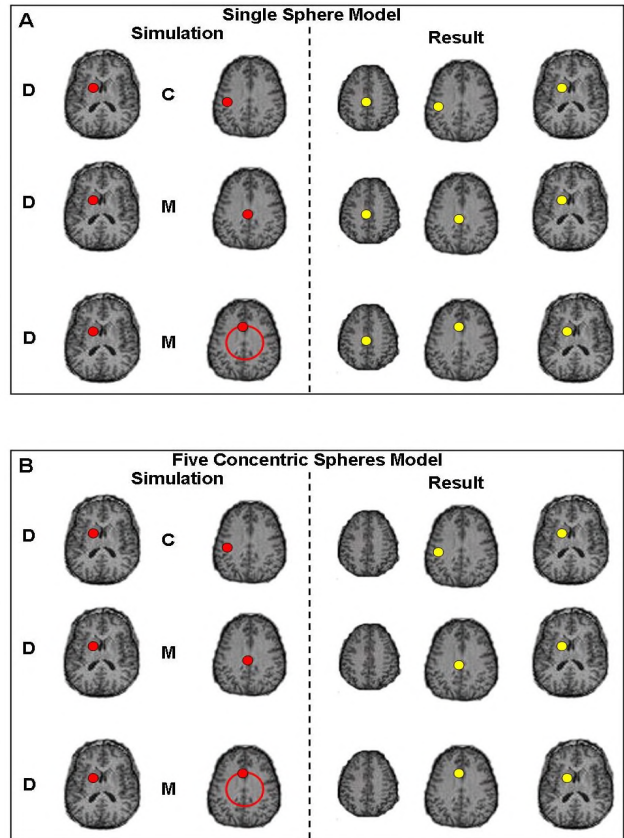 A
Single Sphere Model
Simulation Result
D C
D M
D M
B
Five Concentric Spheres Model
Simulation Result
D C
D M
D M